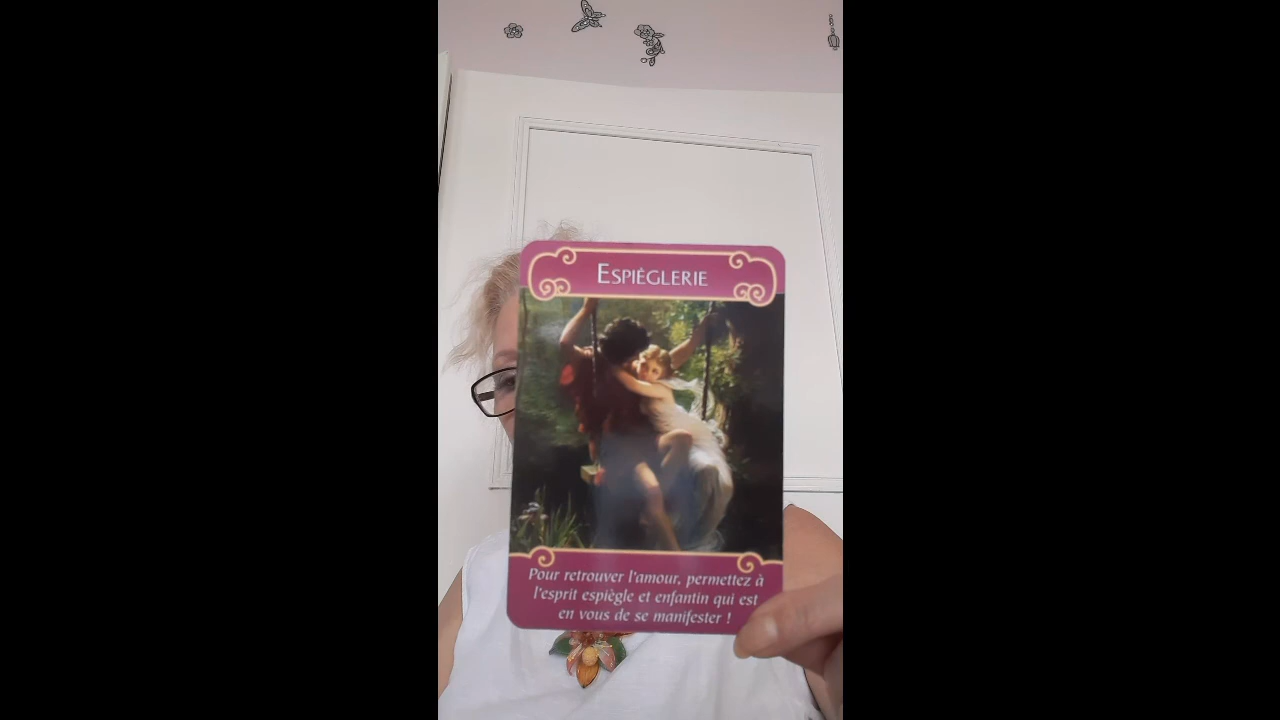 Espièglerie
Pour retrouver l'amour, permettez à
l'esprit espiègle et enfantin qui est
en vous de se manifester !